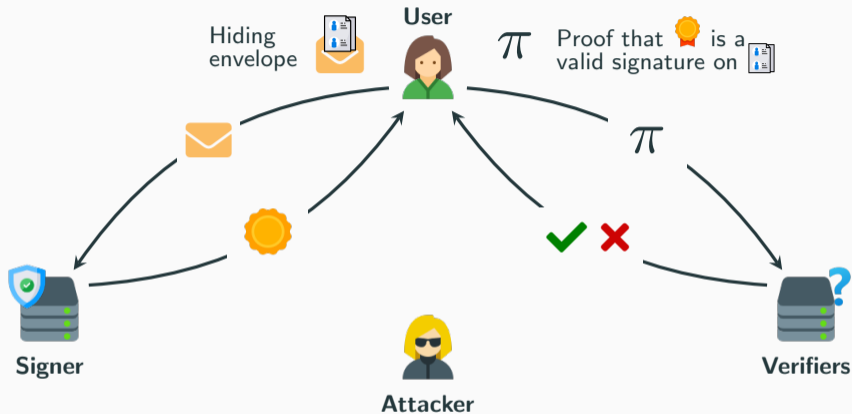 User
Hiding
envelope
π
Proof that is a
valid signature on
π
?
Signer
Verifiers
Attacker